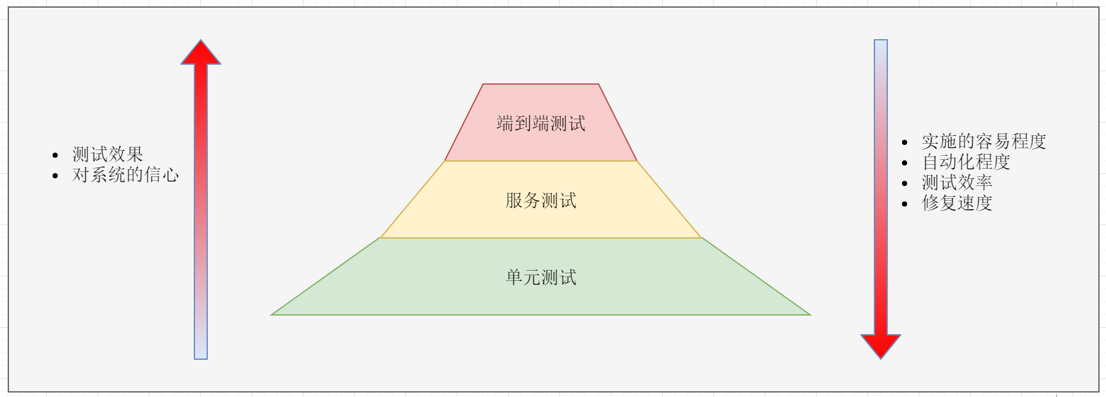 端到端测试
测试效果
对系统的信心
服务测试
实施的容易程度
自动化程度
测试效率
修复速度
单元测试